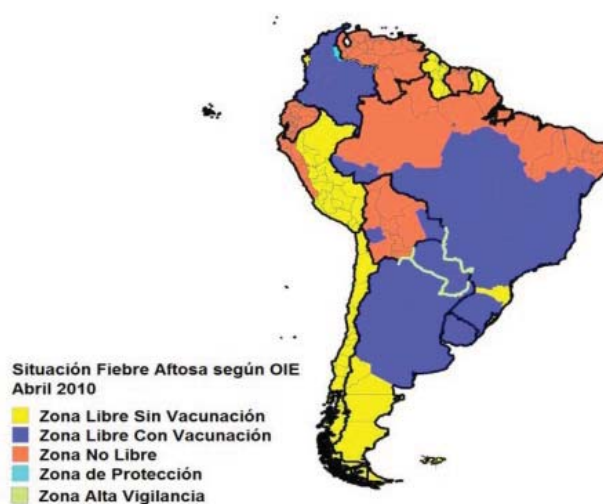 Situación Fiebre Aftosa según OIE
Abril 2010
Zona Libre Sin Vacunación
Zona Libre Con Vacunación
Zona No Libre
Zona de Protección
Zona Alta Vigilancia